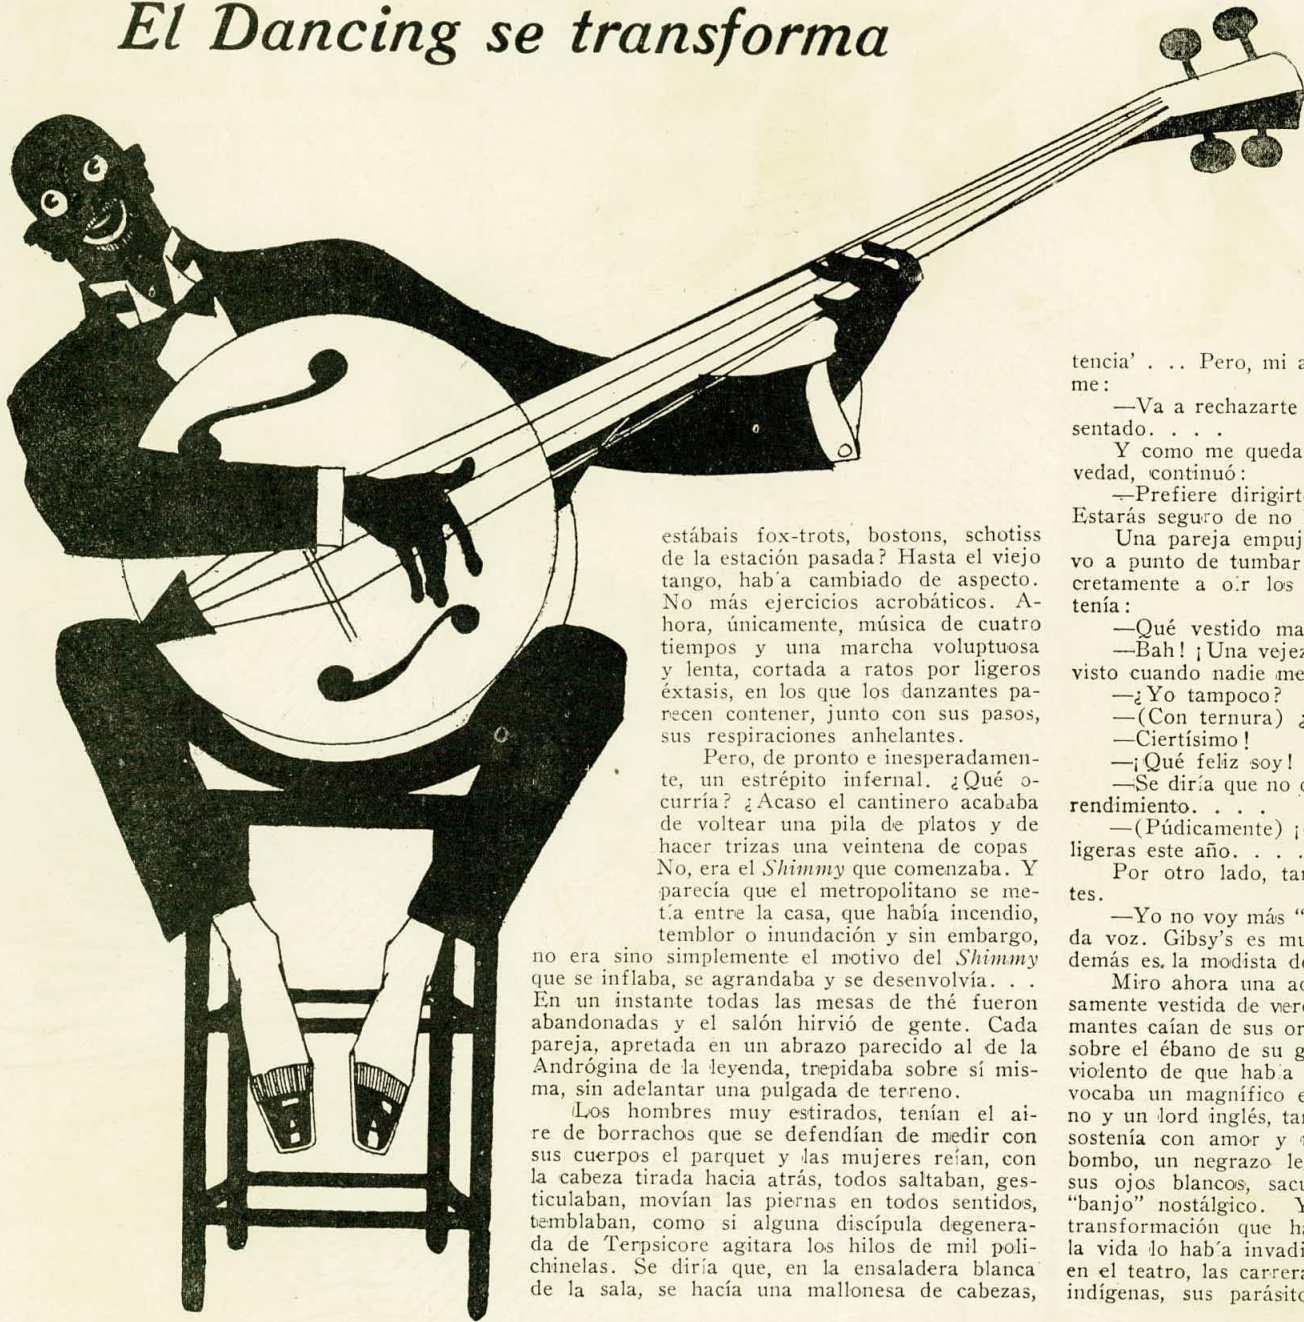 El Dancing se transforma
estábais fox-trots, bostons, schotiss
de la estación pasada? Hasta el viejo
tango, hab´a cambiado de aspecto.
No más ejercicios acrobáticos. A-
hora, únicamente, música de cuatro
tiempos y una marcha voluptuosa
y lenta, cortada a ratos por ligeros
éxtasis, en los que los danzantes pa-
recen contener, junto con sus pasos,
sus respiraciones anhelantes.
Pero, de pronto e inesperadamen-
te, un estrépito infernal. ¿Qué o-
curría? ¿Acaso el cantinero acababa
de voltear una pila de platos y de
hacer trizas una veintena de copas
No, era el Shimmy que comenzaba. Y
parecía que el metropolitano se me-
tía entre la casa, que había incendio,
temblor o inundación y sin embargo,
no era sino simplemente el motivo del Shimmy
que se inflaba, se agrandaba y se desenvolvía. . .
En un instante todas las mesas de thé fueron
abandonadas y el salón hirvió de gente. Cada
pareja, apretada en un abrazo parecido al de la
Andrógina de la leyenda, trepidaba sobre sí mis-
ma, sin adelantar una pulgada de terreno.
Los hombres muy estirados, tenían el ai-
re de borrachos que se defendían de medir con
sus cuerpos el parquet y las mujeres reían, con
la cabeza tirada hacia atrás, todos saltaban, ges-
ticulaban, movían las piernas en todos sentidos,
temblaban, como si alguna discípula degenera-
da de Terpsicore agitara los hilos de mil poli-
chinelas. Se diría que, en la ensaladera blanca
de la sala, se hacía una mallonesa de cabezas,
tencia' . .. Pero, mi a
me:
—Va a rechazarte
sentado. . . .
Y como me queda
vedad, continuó:
—Prefiere dirigirt
Estarás seguro de no
Una pareja empuj
vo a punto de tumbar
cretamente a oír los
tenía:
—Qué vestido ma
—Bah! ¡Una vejez
visto cuando nadie me
—¿Yo tampoco?
—(Con ternura) ¿
—Ciertísimo!
—¡Qué feliz soy!
—Se diría que no
rendimiento. . . .
—(Púdicamente) ¡
ligeras este año. . . .
Por otro lado, tan
tes.
—Yo no voy más "
da voz. Gibsy's es mu
demás es. la modista d
Miro ahora una ac
samente vestida de ver
mantes caían de sus or
sobre el ébano de su g
violento de que hab´a
vocaba un magnífico e
no y un lord inglés, ta
sostenía con amor y
bombo, un negrazo le
sus ojos blancos, sacu
"banjo" nostálgico. Y
transformación que h
la vida lo hab´a invadi
en el teatro, las carrera
indígenas, sus parásito